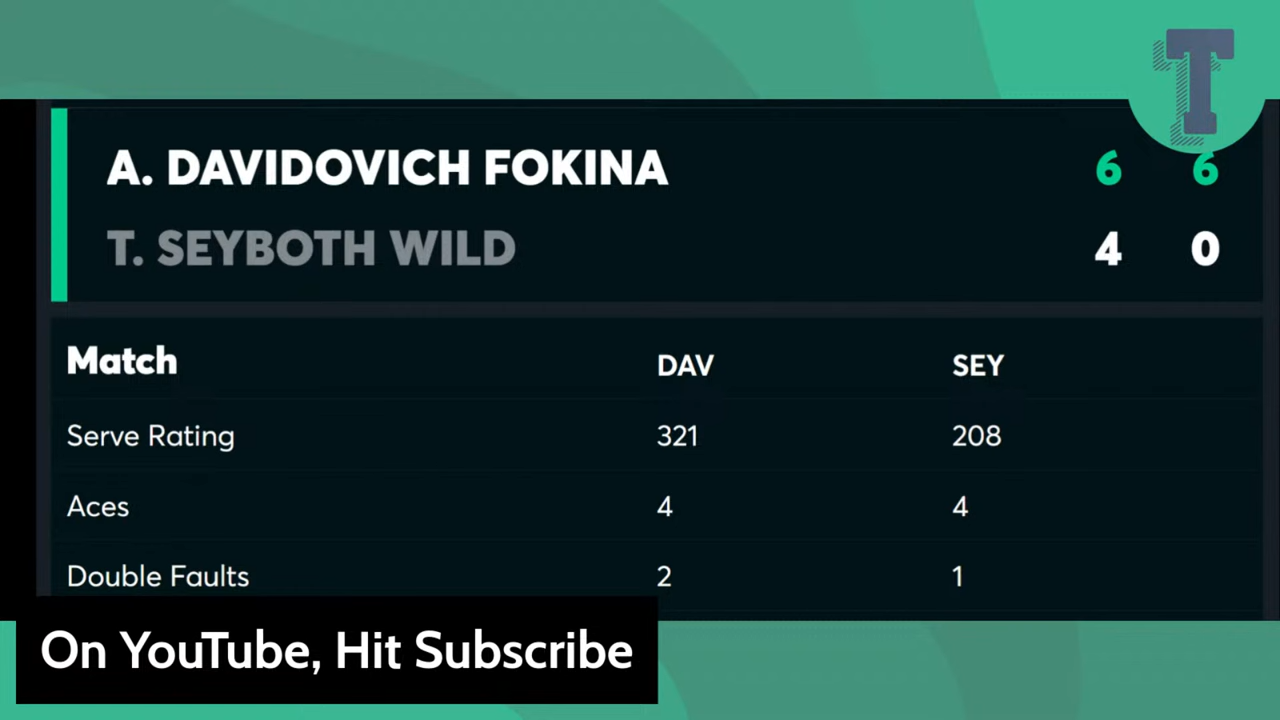 T
A. DAVIDOVICH FOKINA 6 6
T. SEYBOTH WILD 4 0
Match DAV SEY
Serve Rating 321 208
Aces 4 4
Double Faults 2 1
On YouTube, Hit Subscribe